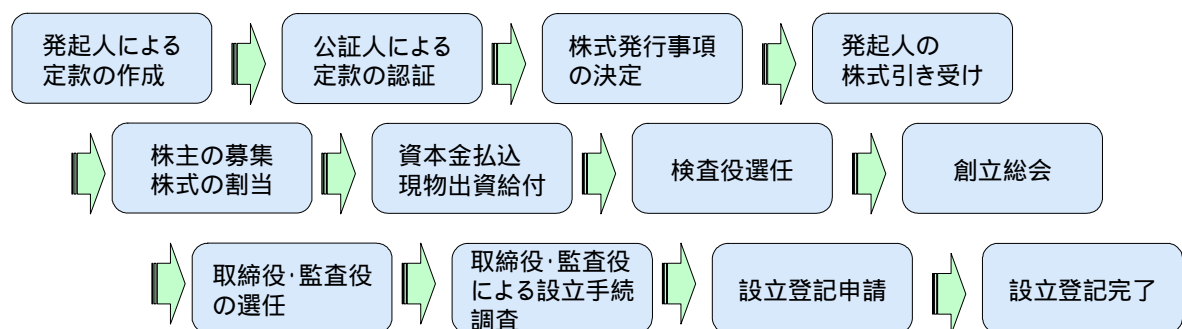 発起人による
定款の作成
公証人による
定款の認証
株式発行事項
の決定
発起人の
株式引き受け
株主の募集
株式の割当
資本金払込
現物出資給付
検査役選任
創立総会
取締役･監査役
の選任
取締役･監査役
による設立手続
調査
設立登記申請
設立登記完了